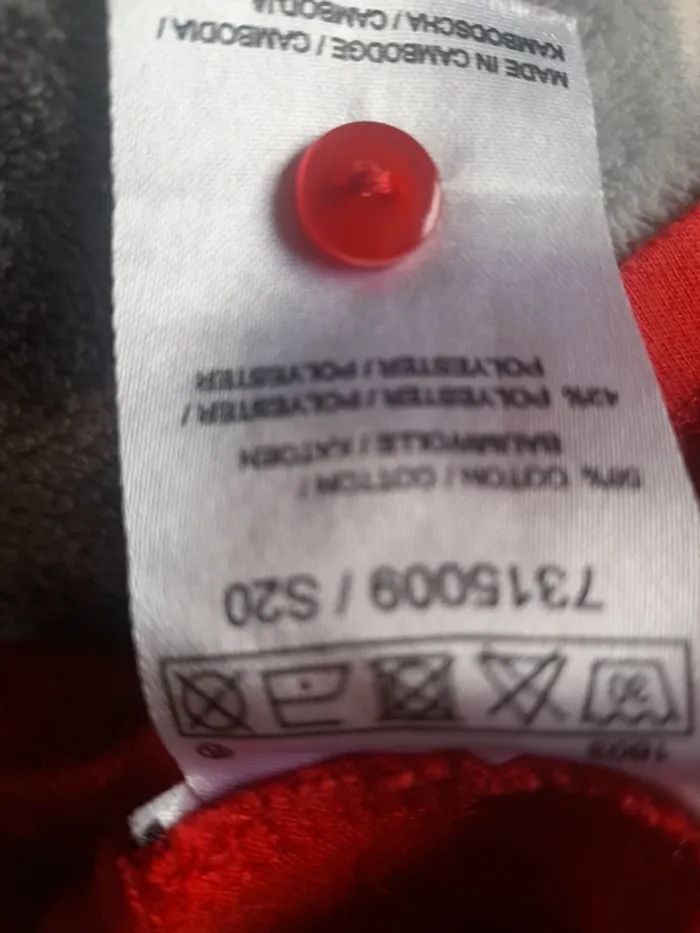 30
7315009 / S20
58% COTON / COTTON /
BAUMWOLLE / KATOEN
42% POLYESTER / POLYESTER /
POLYESTER / POLYESTER
MADE IN CAMBODGE / CAMBODIA /
KAMBODSCHA / CAMBODJA